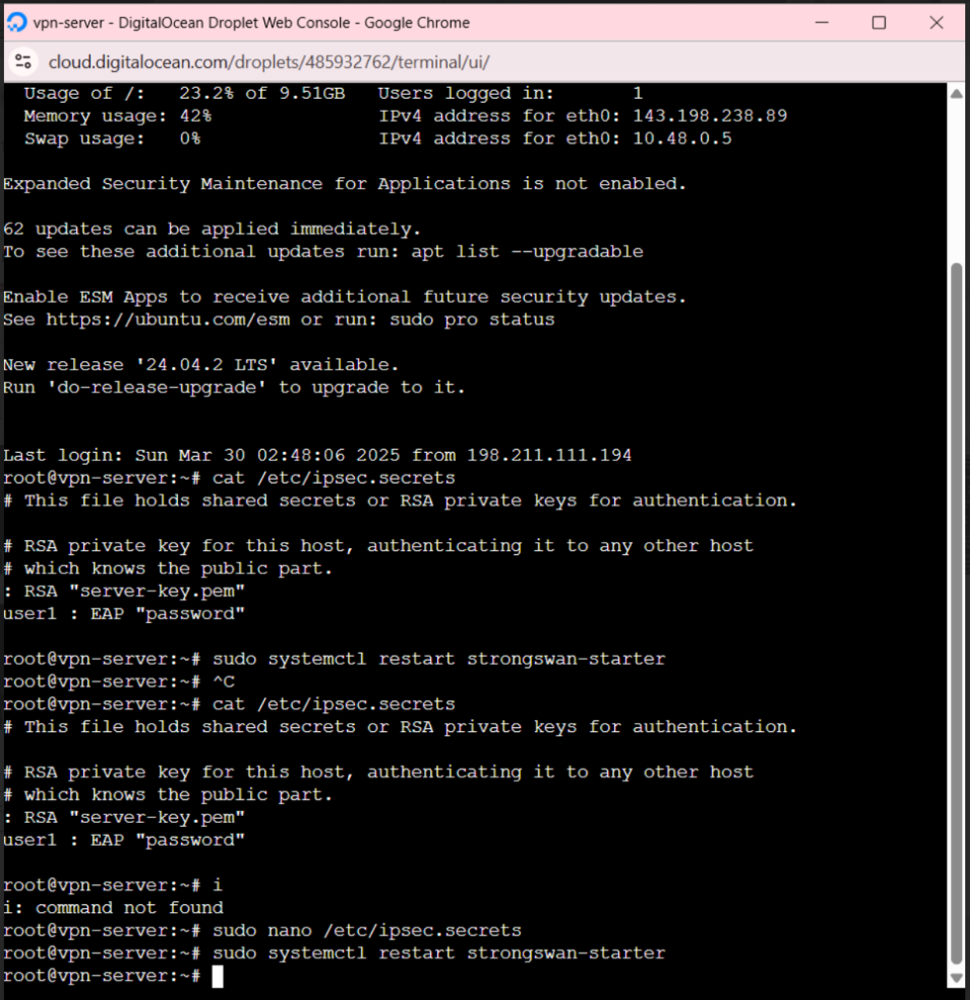 vpn-server - DigitalOcean Droplet Web Console - Google Chrome
cloud.digitalocean.com/droplets/485932762/terminal/ui/
Usage of /: 23.2% of 9.51GB Users logged in: 1
Memory usage: 42% IPv4 address for eth0: 143.198.238.89
Swap usage: 0% IPv4 address for eth0: 10.48.0.5
Expanded Security Maintenance for Applications is not enabled.
62 updates can be applied immediately.
To see these additional updates run: apt list --upgradable
Enable ESM Apps to receive additional future security updates.
See https://ubuntu.com/esm or run: sudo pro status
New release '24.04.2 LTS' available.
Run 'do-release-upgrade' to upgrade to it.
Last login: Sun Mar 30 02:48:06 2025 from 198.211.111.194
root@vpn-server:~# cat /etc/ipsec.secrets
# This file holds shared secrets or RSA private keys for authentication.
# RSA private key for this host, authenticating it to any other host
# which knows the public part.
: RSA "server-key.pem"
user1 : EAP "password"
root@vpn-server:~# sudo systemctl restart strongswan-starter
root@vpn-server:~# ^C
root@vpn-server:~# cat /etc/ipsec.secrets
# This file holds shared secrets or RSA private keys for authentication.
# RSA private key for this host, authenticating it to any other host
# which knows the public part.
: RSA "server-key.pem"
user1 : EAP "password"
root@vpn-server:~# i
i: command not found
root@vpn-server:~# sudo nano /etc/ipsec.secrets
root@vpn-server:~# sudo systemctl restart strongswan-starter
root@vpn-server:~#